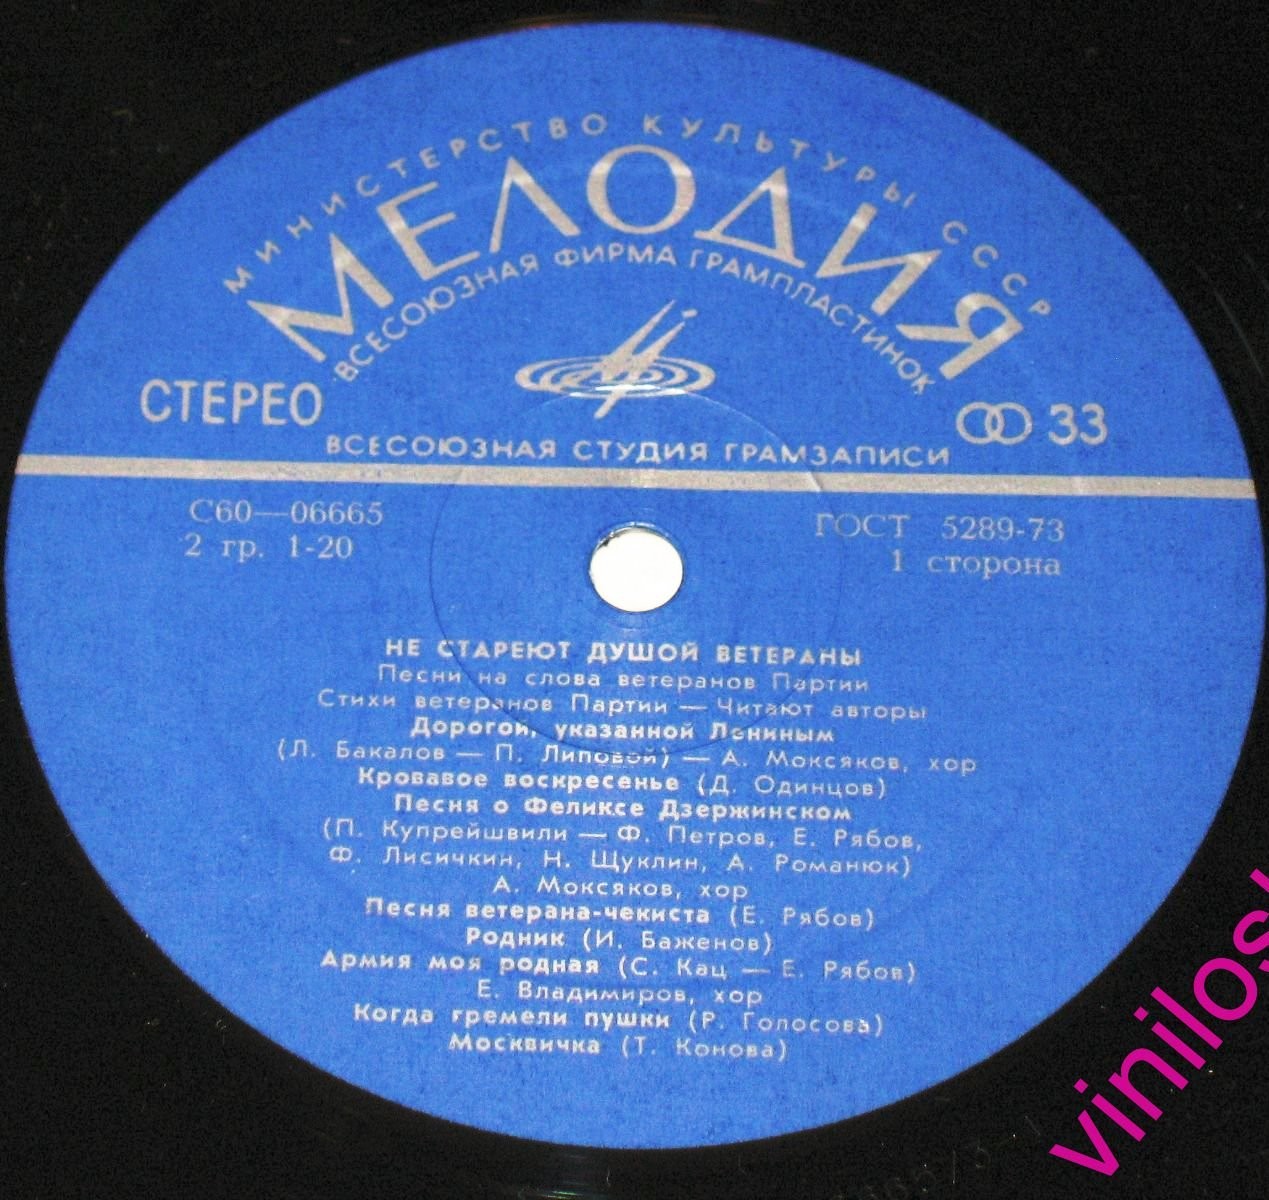 МИНИСТЕРСТВО КУЛЬТУРЫ СССР
МЕЛОДИЯ
ВСЕСОЮЗНАЯ ФИРМА ГРАМПЛАСТИНОК
СТЕРЕО
33
ВСЕСОЮЗНАЯ СТУДИЯ ГРАМЗАПИСИ
С60—06665
ГОСТ 5289-73
2 гр. 1-20
1 сторона
НЕ СТАРЕЮТ ДУШОЙ ВЕТЕРАНЫ
Песни на слова ветеранов Партии
Стихи ветеранов Партии — Читают авторы
Дорогой, указанной Лениным
(Л. Бакалов — П. Липовой) — А. Моксяков, хор
Кровавое воскресенье (Д. Одинцов)
Песня о Феликсе Дзержинском
(П. Купрейшвили — Ф. Петров, Е. Рябов,
Ф. Лисичкин, Н. Щуклин, А. Романюк)
А. Моксяков, хор
Песня ветерана-чекиста (Е. Рябов)
Родник (И. Баженов)
Армия моя родная (С. Кац — Е. Рябов)
Е. Владимиров, хор
Когда гремели пушки (Р. Голосова)
Москвичка (Т. Конова)